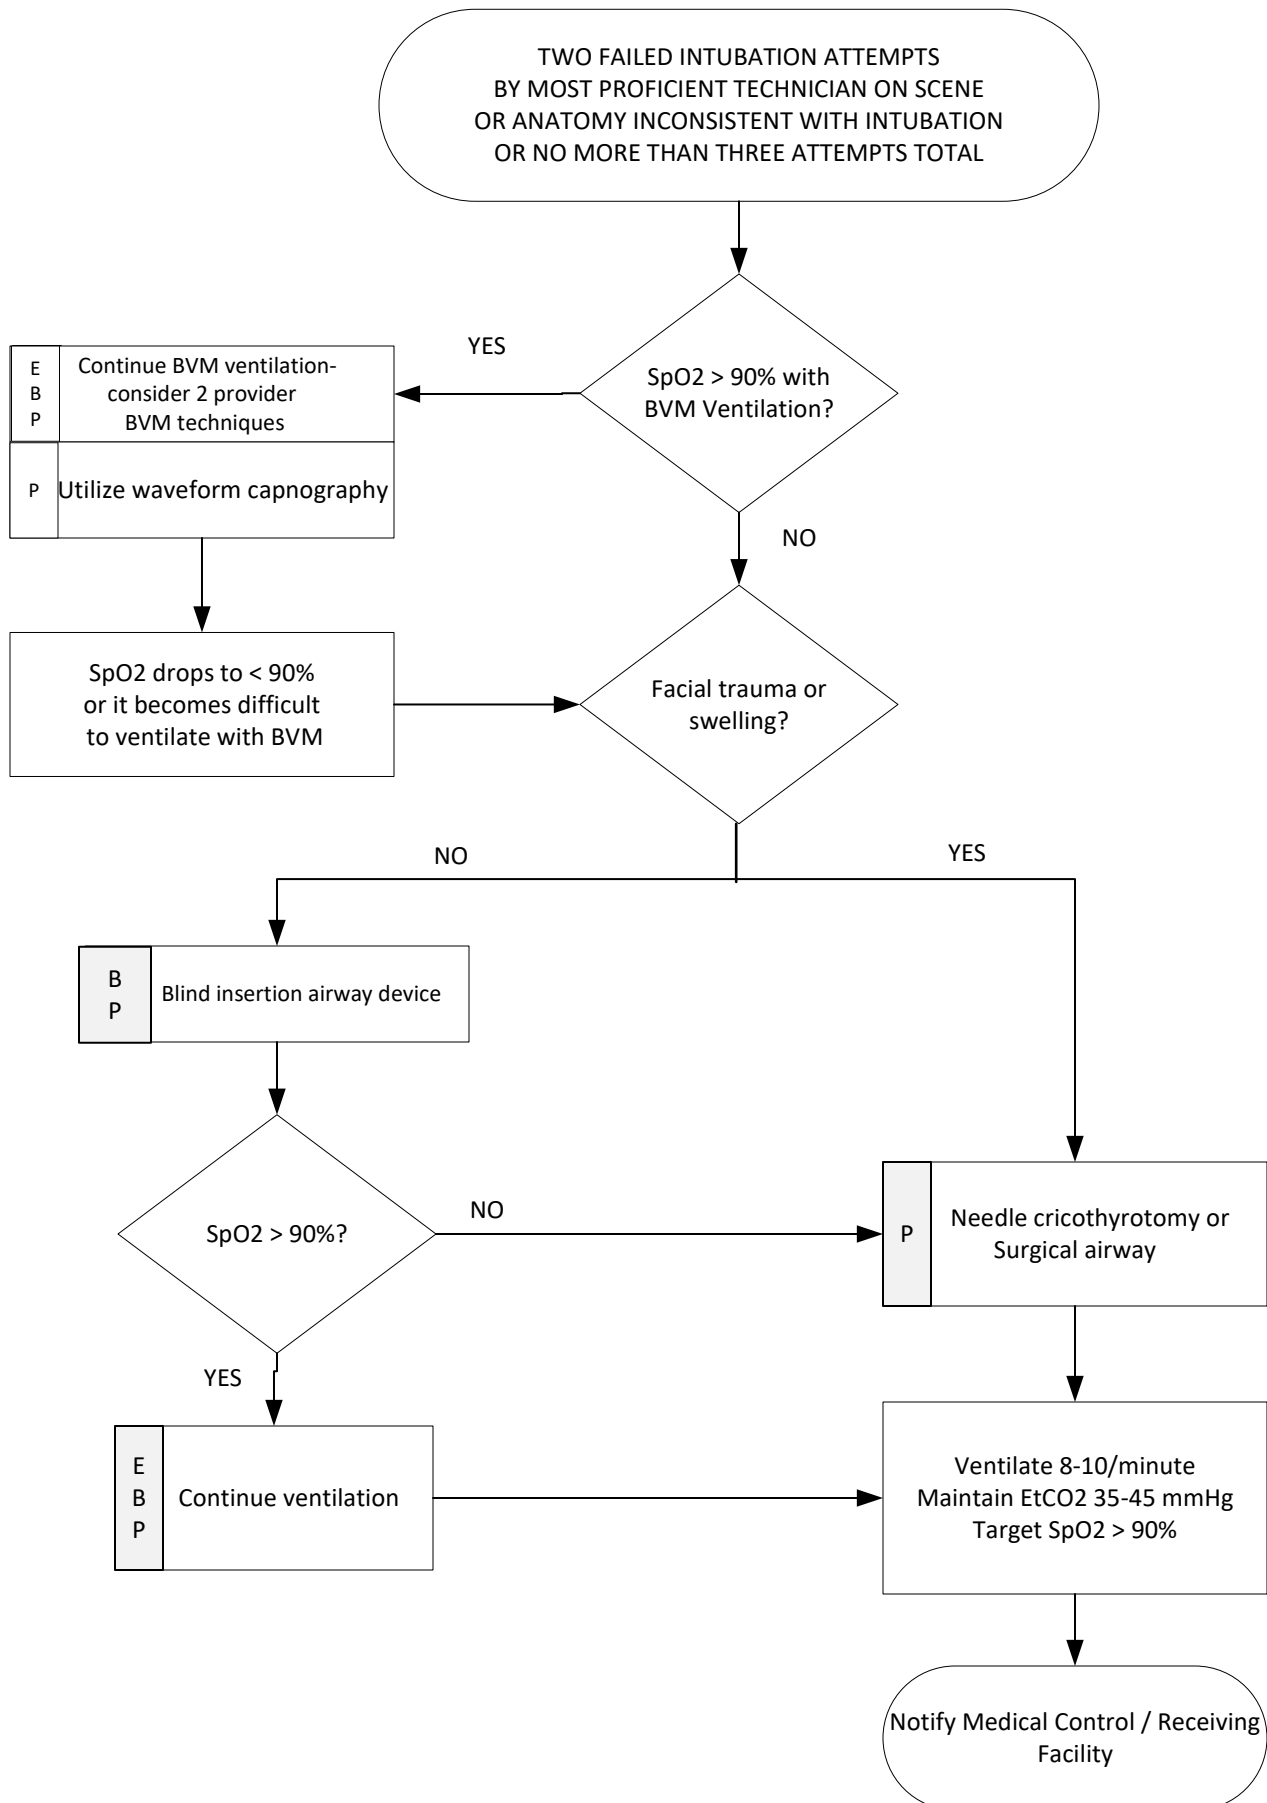 TWO FAILED INTUBATION ATTEMPTS
BY MOST PROFICIENT TECHNICIAN ON SCENE
OR ANATOMY INCONSISTENT WITH INTUBATION
OR NO MORE THAN THREE ATTEMPTS TOTAL
YES
SpO2 > 90% with
BVM Ventilation?
E
B
P
Continue BVM ventilation-
consider 2 provider
BVM techniques
P
Utilize waveform capnography
NO
SpO2 drops to < 90%
or it becomes difficult
to ventilate with BVM
Facial trauma or
swelling?
NO
YES
B
P
Blind insertion airway device
SpO2 > 90%?
NO
P
Needle cricothyrotomy or
Surgical airway
YES
E
B
P
Continue ventilation
Ventilate 8-10/minute
Maintain EtCO2 35-45 mmHg
Target SpO2 > 90%
Notify Medical Control / Receiving
Facility